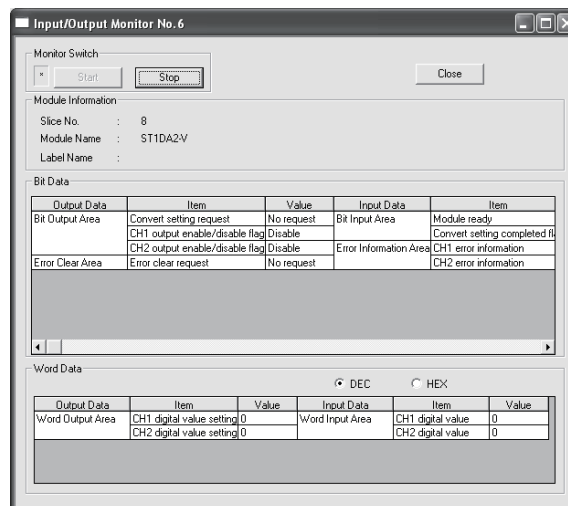 Input/Output Monitor No.6
Monitor Switch
* Start Stop Close
Module Information
Slice No. : 8
Module Name : ST1DA2-V
Label Name :
Bit Data
Output Data Item Value Input Data Item
Bit Output Area Convert setting request No request Bit Input Area Module ready
CH1 output enable/disable flag Disable Convert setting completed fl
CH2 output enable/disable flag Disable Error Information Area CH1 error information
Error Clear Area Error clear request No request CH2 error information
Word Data
DEC HEX
Output Data Item Value Input Data Item Value
Word Output Area CH1 digital value setting 0 Word Input Area CH1 digital value 0
CH2 digital value setting 0 CH2 digital value 0